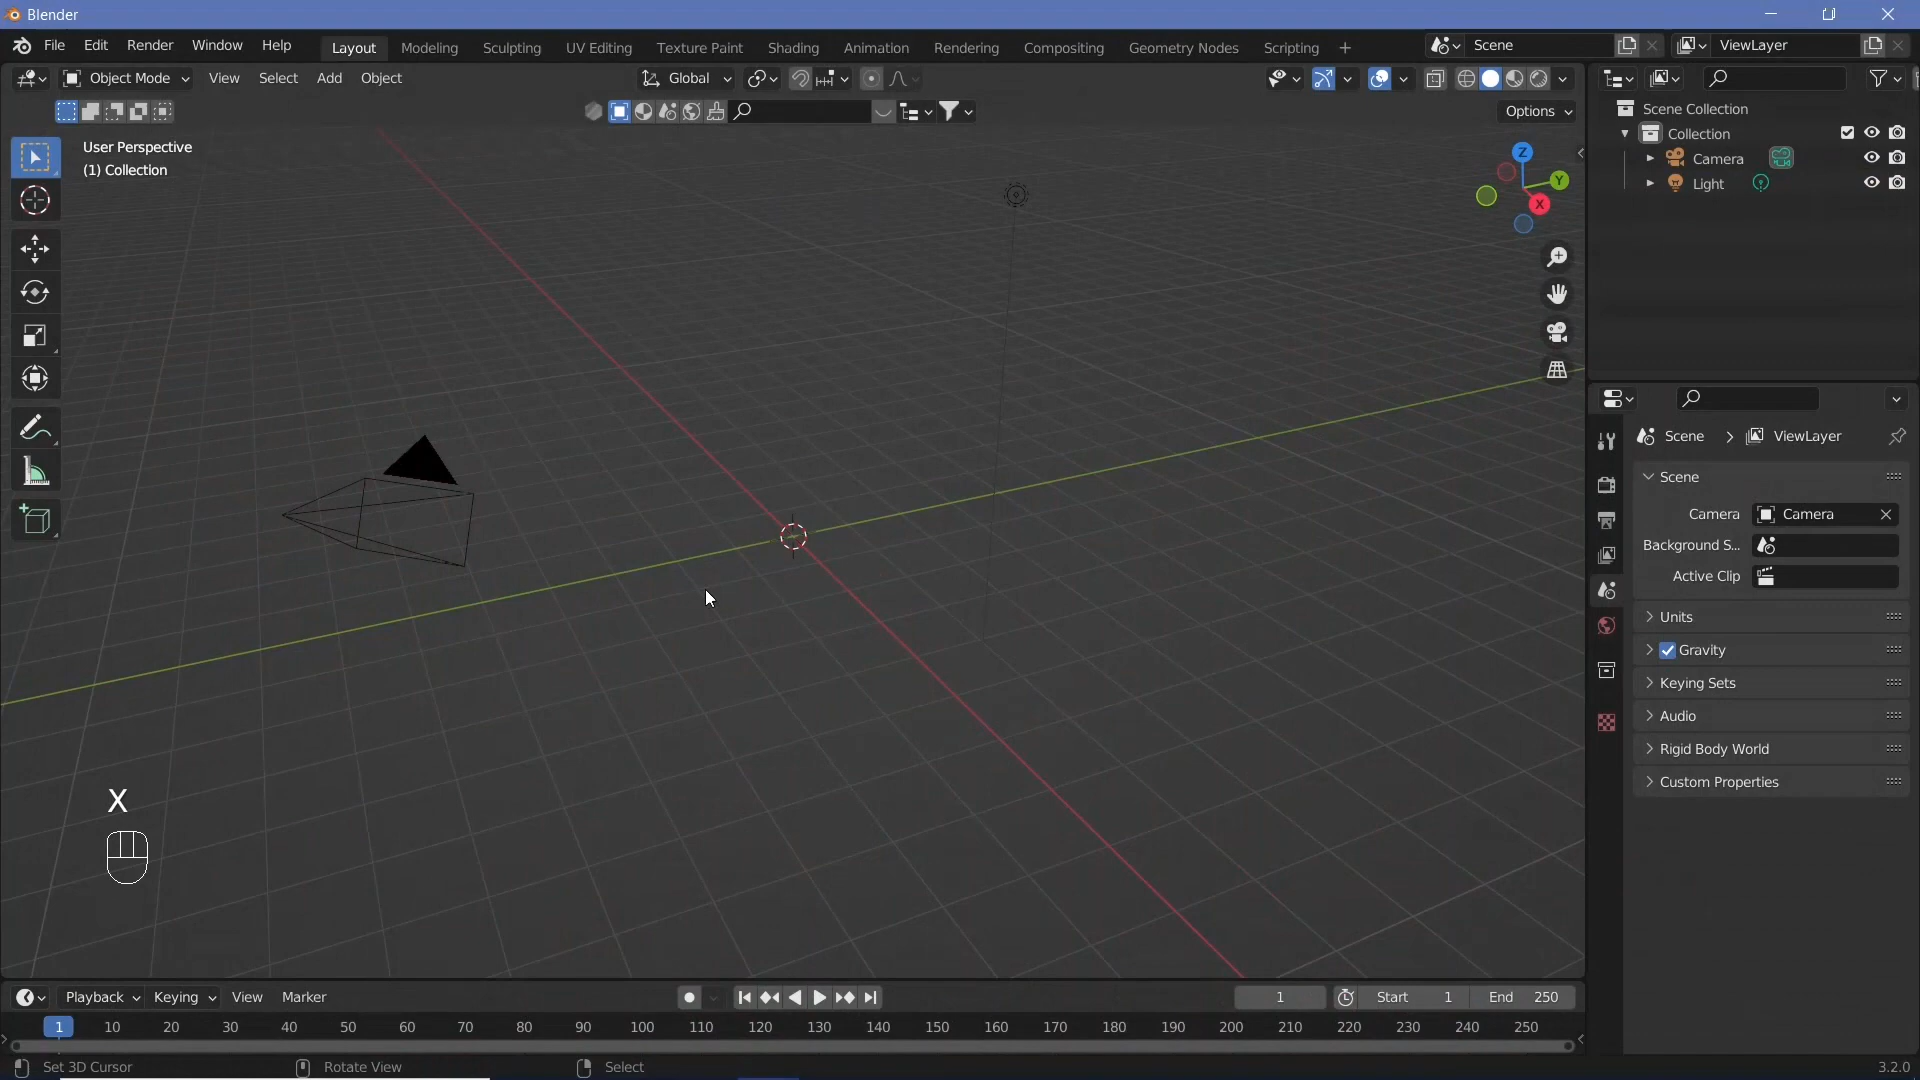 Blender
File Edit Render Window Help Layout Modeling Sculpting UV Editing Texture Paint Shading Animation Rendering Compositing Geometry Nodes Scripting + Scene ViewLayer
Object Mode View Select Add Object Global
Options
User Perspective
(1) Collection
Z
Y
X
Scene Collection
Collection
Camera
Light
Scene > ViewLayer
Scene
Camera Camera
Background S...
Active Clip
Units
Gravity
Keying Sets
Audio
Rigid Body World
Custom Properties
X
Playback Keying View Marker 1 Start 1 End 250
1 10 20 30 40 50 60 70 80 90 100 110 120 130 140 150 160 170 180 190 200 210 220 230 240 250
Set 3D Cursor Rotate View Select 3.2.0